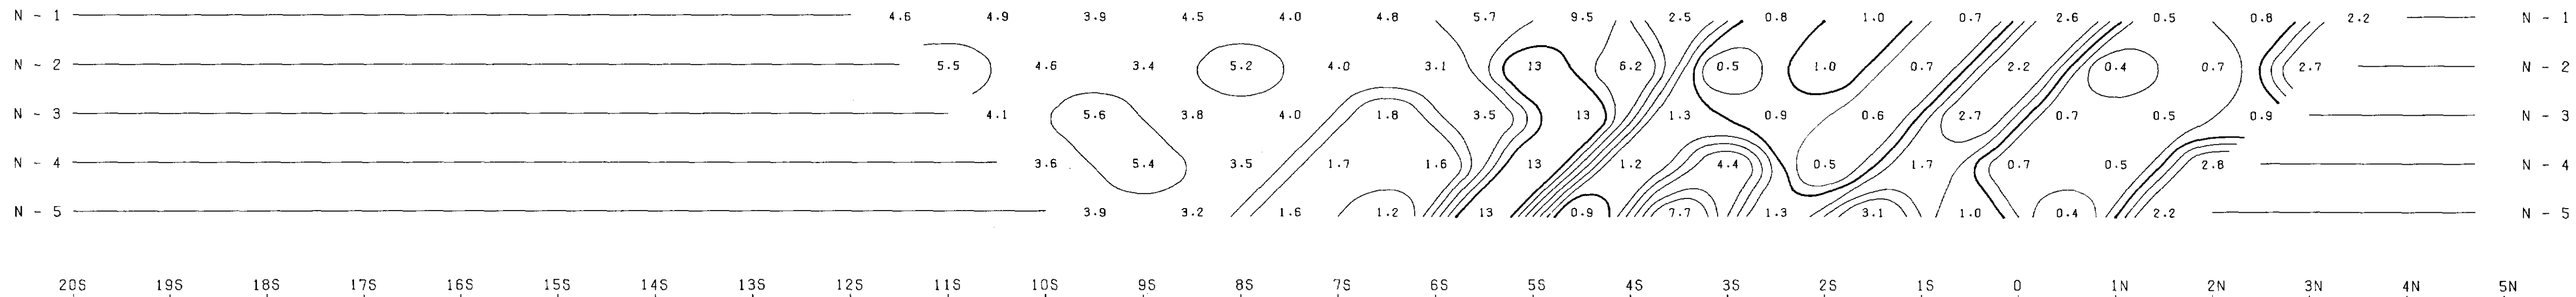 N - 1 4.6 4.9 3.9 4.5 4.0 4.8 5.7 9.5 2.5 0.8 1.0 0.7 2.6 0.5 0.8 2.2 N - 1
N - 2 5.5 4.6 3.4 5.2 4.0 3.1 13 6.2 0.5 1.0 0.7 2.2 0.4 0.7 2.7 N - 2
N - 3 4.1 5.6 3.8 4.0 1.8 3.5 13 1.3 0.9 0.6 2.7 0.7 0.5 0.9 N - 3
N - 4 3.6 5.4 3.5 1.7 1.6 13 1.2 4.4 0.5 1.7 0.7 0.5 2.8 N - 4
N - 5 3.9 3.2 1.6 1.2 13 0.9 7.7 1.3 3.1 1.0 0.4 2.2 N - 5
20S 19S 18S 17S 16S 15S 14S 13S 12S 11S 10S 9S 8S 7S 6S 5S 4S 3S 2S 1S 0 1N 2N 3N 4N 5N